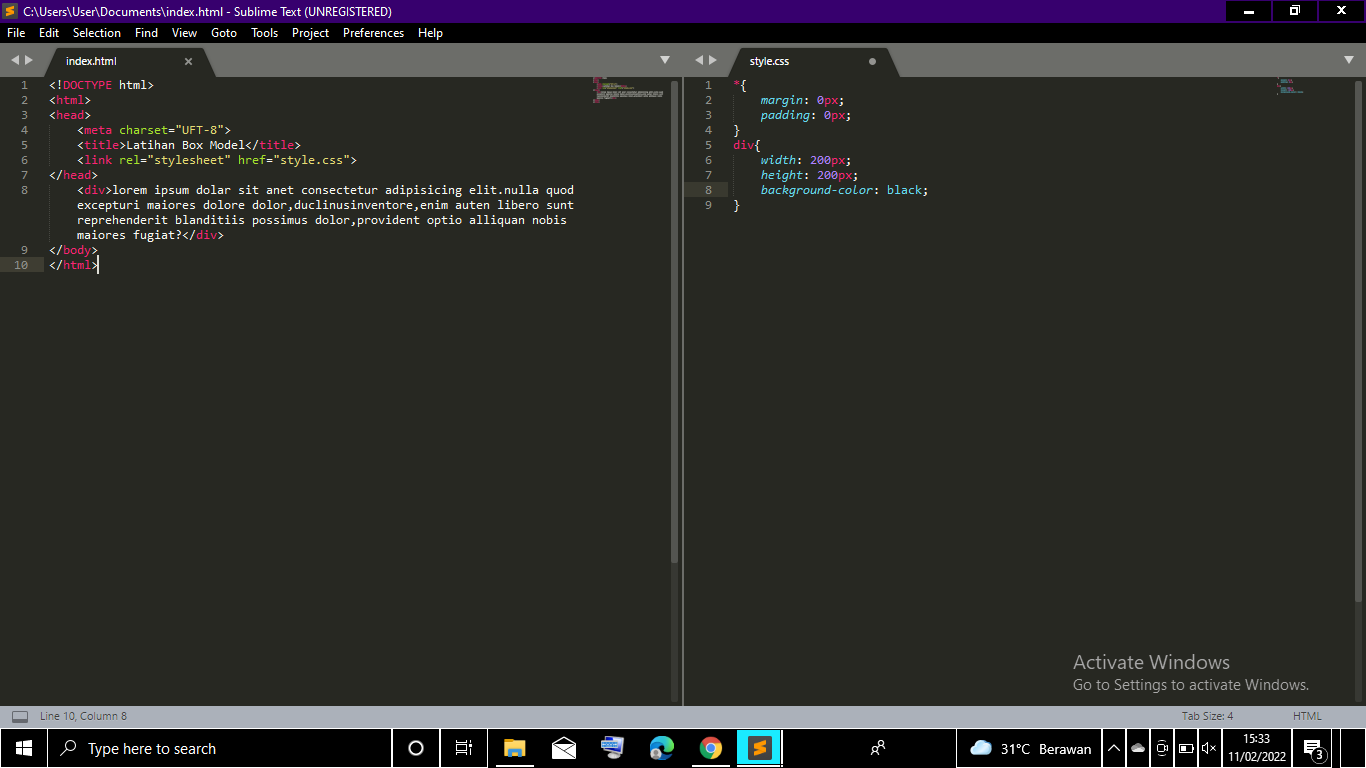 C:\Users\User\Documents\index.html - Sublime Text (UNREGISTERED)
File Edit Selection Find View Goto Tools Project Preferences Help
index.html
1 <!DOCTYPE html>
2 <html>
3 <head>
4 <meta charset="UFT-8">
5 <title>Latihan Box Model</title>
6 <link rel="stylesheet" href="style.css">
7 </head>
8 <div>lorem ipsum dolar sit anet consectetur adipisicing elit.nulla quod
excepturi maiores dolore dolor,duclinusinventore,enim auten libero sunt
reprehenderit blanditiis possimus dolor,provident optio alliquan nobis
maiores fugiat?</div>
9 </body>
10 </html>
style.css
1 *{
2 margin: 0px;
3 padding: 0px;
4 }
5 div{
6 width: 200px;
7 height: 200px;
8 background-color: black;
9 }
Activate Windows
Go to Settings to activate Windows.
Line 10, Column 8
Tab Size: 4
HTML
Type here to search
31°C Berawan
15:33
11/02/2022
3